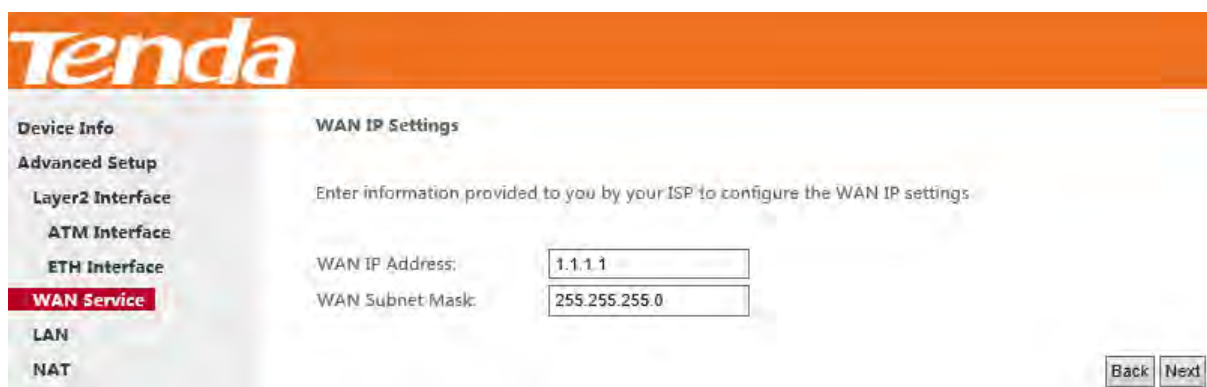 Tenda
Device Info
Advanced Setup
Layer2 Interface
ATM Interface
ETH Interface
WAN Service
LAN
NAT
WAN IP Settings
Enter information provided to you by your ISP to configure the WAN IP settings
WAN IP Address: 1.1.1.1
WAN Subnet Mask: 255.255.255.0
Back Next